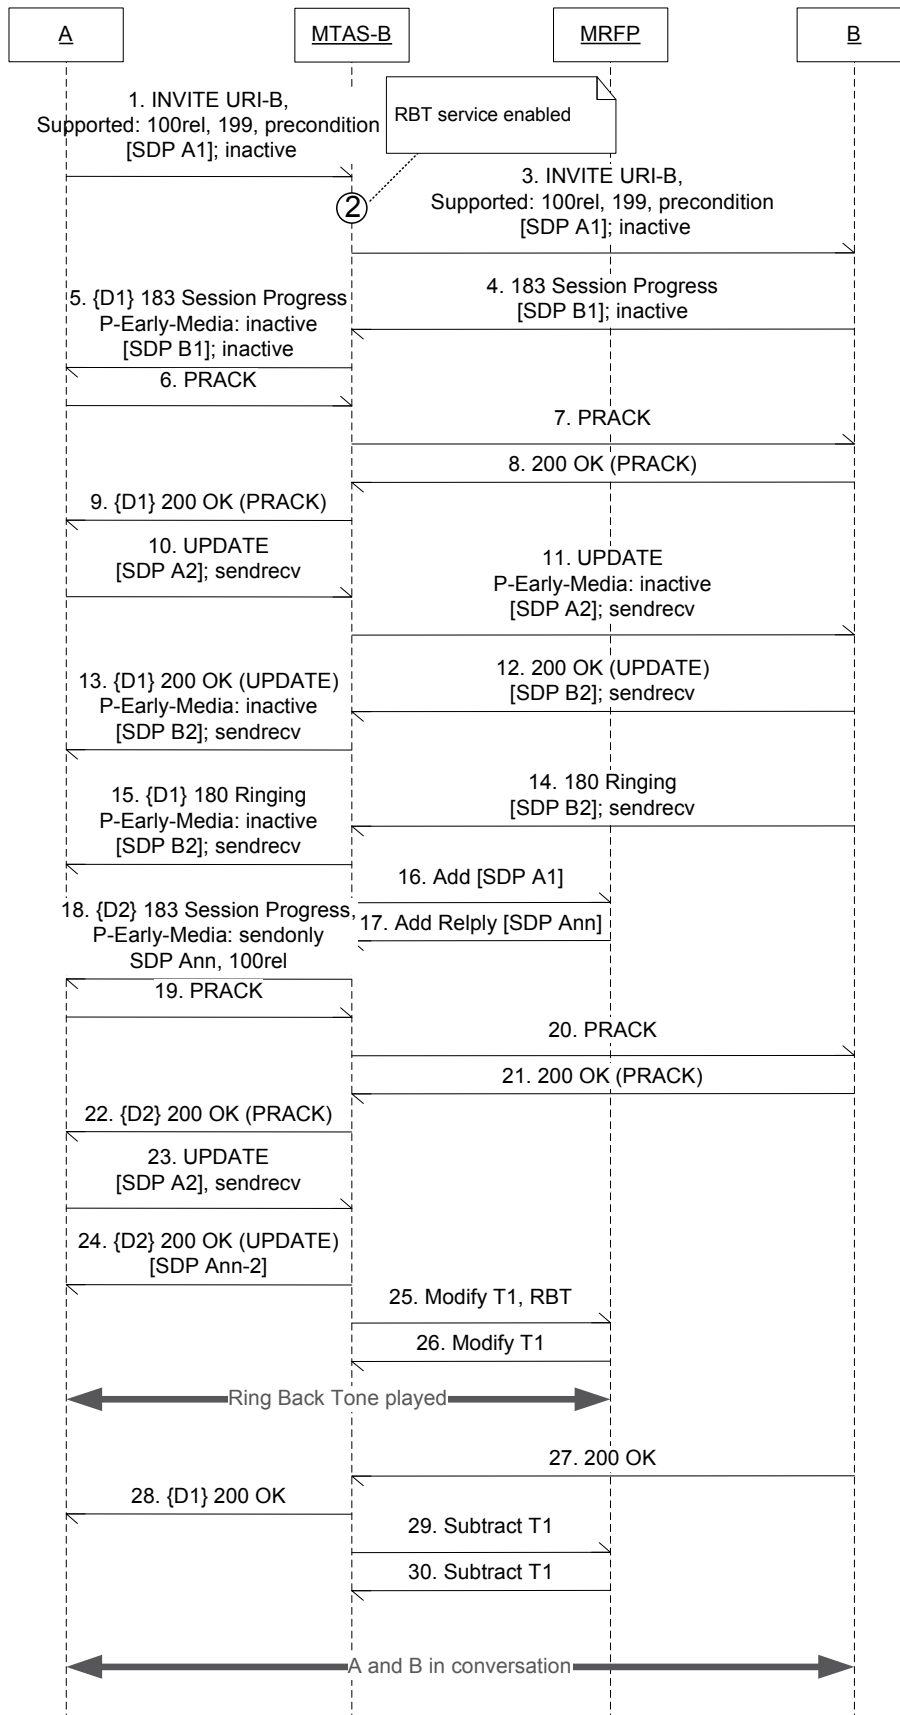 A
MTAS-B
MRFP
B
1. INVITE URI-B,
Supported: 100rel, 199, precondition
[SDP A1]; inactive
RBT service enabled
2
3. INVITE URI-B,
Supported: 100rel, 199, precondition
[SDP A1]; inactive
4. 183 Session Progress
[SDP B1]; inactive
5. {D1} 183 Session Progress
P-Early-Media: inactive
[SDP B1]; inactive
6. PRACK
7. PRACK
8. 200 OK (PRACK)
9. {D1} 200 OK (PRACK)
10. UPDATE
[SDP A2]; sendrecv
11. UPDATE
P-Early-Media: inactive
[SDP A2]; sendrecv
12. 200 OK (UPDATE)
[SDP B2]; sendrecv
13. {D1} 200 OK (UPDATE)
P-Early-Media: inactive
[SDP B2]; sendrecv
14. 180 Ringing
[SDP B2]; sendrecv
15. {D1} 180 Ringing
P-Early-Media: inactive
[SDP B2]; sendrecv
16. Add [SDP A1]
17. Add Relply [SDP Ann]
18. {D2} 183 Session Progress,
P-Early-Media: sendonly
SDP Ann, 100rel
19. PRACK
20. PRACK
21. 200 OK (PRACK)
22. {D2} 200 OK (PRACK)
23. UPDATE
[SDP A2], sendrecv
24. {D2} 200 OK (UPDATE)
[SDP Ann-2]
25. Modify T1, RBT
26. Modify T1
Ring Back Tone played
27. 200 OK
28. {D1} 200 OK
29. Subtract T1
30. Subtract T1
A and B in conversation